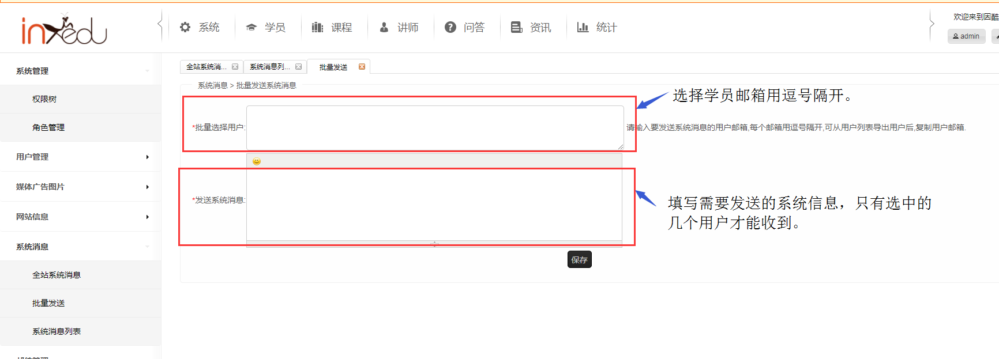 inxedu
系统
学员
课程
讲师
问答
资讯
统计
欢迎来到因酷
admin
系统管理
权限树
角色管理
用户管理
媒体广告图片
网站信息
系统消息
全站系统消息
批量发送
系统消息列表
全站系统消...
系统消息列...
批量发送
系统消息 > 批量发送系统消息
选择学员邮箱用逗号隔开。
*批量选择用户:
请输入要发送系统消息的用户邮箱,每个邮箱用逗号隔开,可从用户列表导出用户后,复制用户邮箱.
*发送系统消息:
填写需要发送的系统信息，只有选中的
几个用户才能收到。
保存